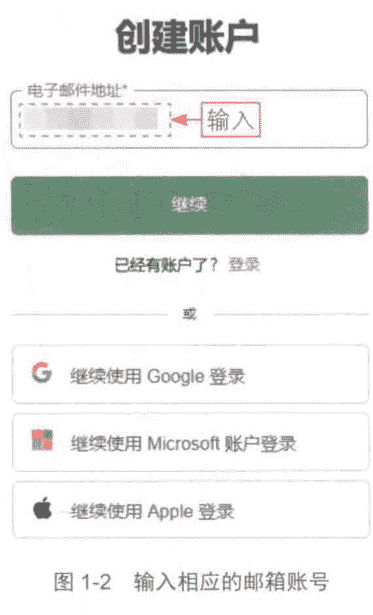 创建账户
电子邮件地址*
输入
继续
已经有账户了？ 登录
或
继续使用 Google 登录
继续使用 Microsoft 账户登录
继续使用 Apple 登录
图 1-2 输入相应的邮箱账号